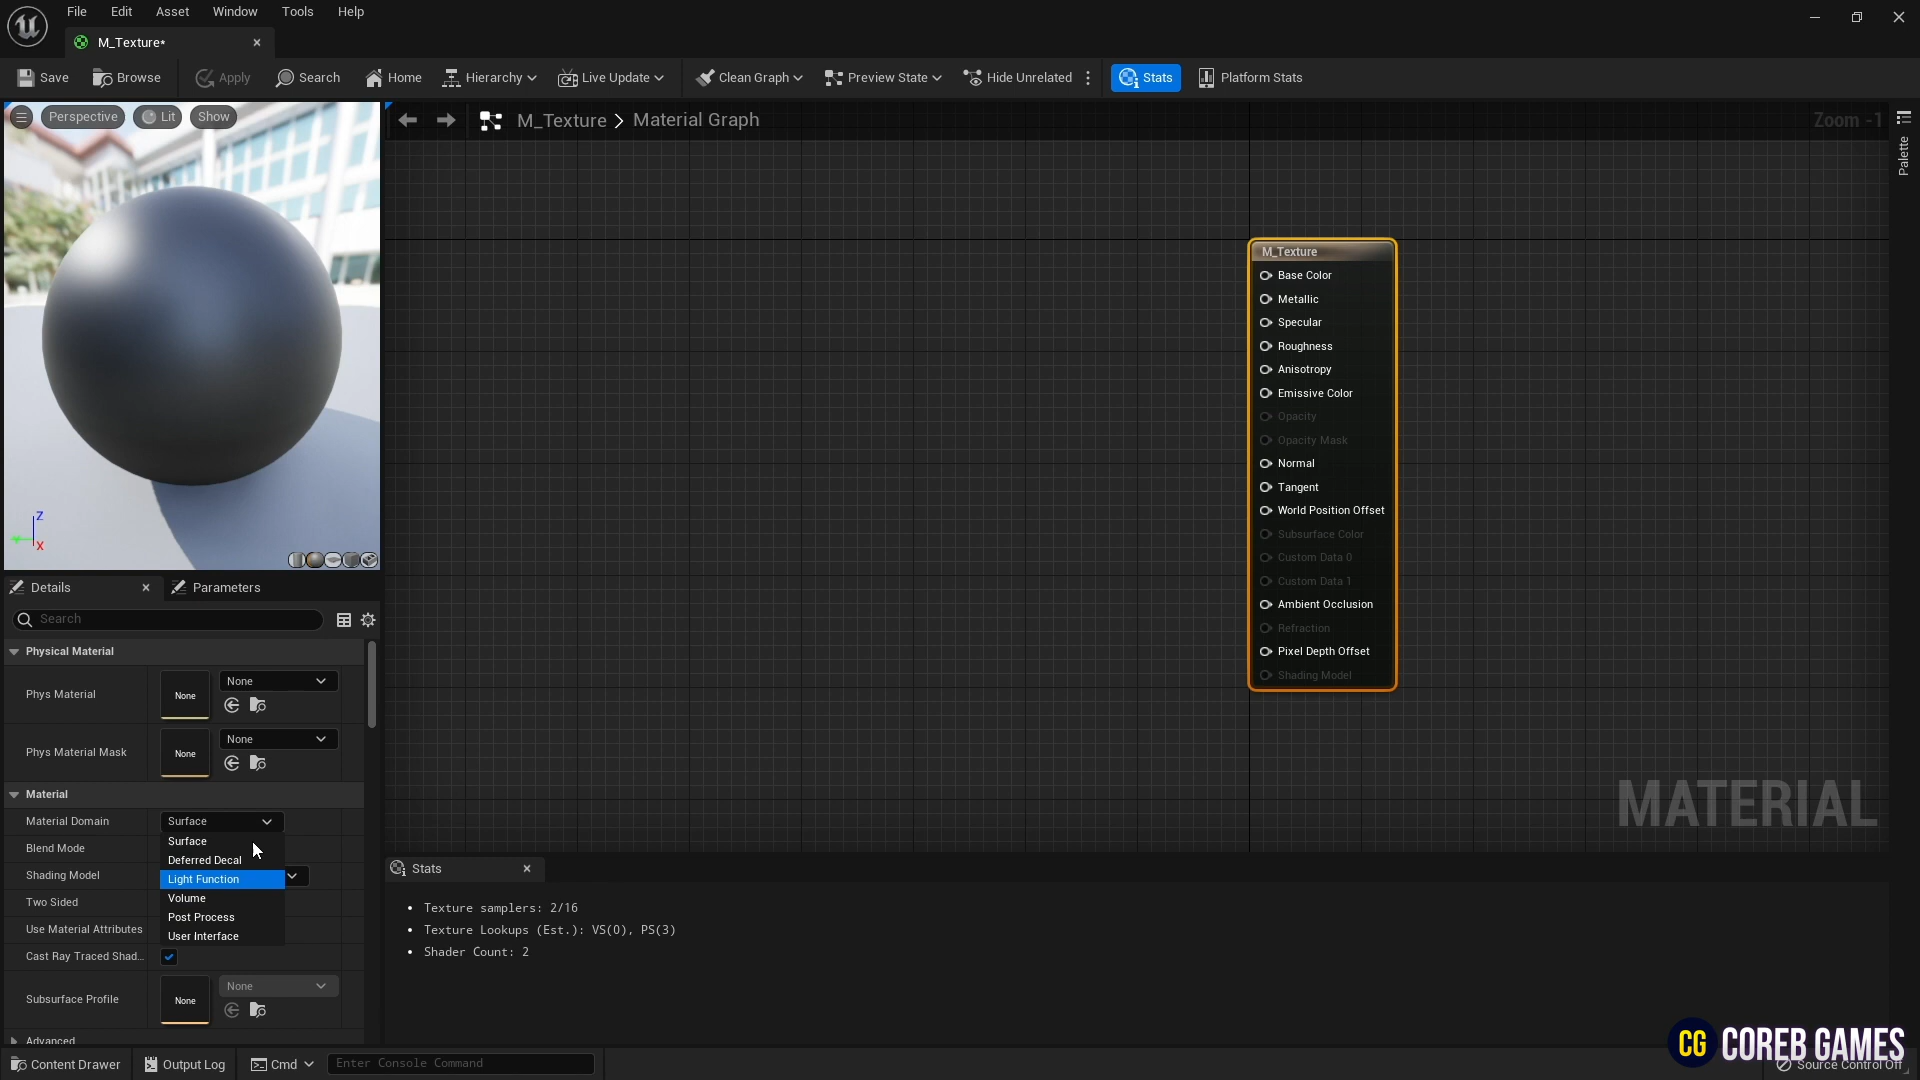 File Edit Asset Window Tools Help
M_Texture*
Save Browse Apply Search Home Hierarchy Live Update Clean Graph Preview State Hide Unrelated Stats Platform Stats
Perspective Lit Show
M_Texture > Material Graph
Zoom -1
Palette
M_Texture
Base Color
Metallic
Specular
Roughness
Anisotropy
Emissive Color
Opacity
Opacity Mask
Normal
Tangent
World Position Offset
Subsurface Color
Custom Data 0
Custom Data 1
Ambient Occlusion
Refraction
Pixel Depth Offset
Shading Model
MATERIAL
Z
Y
X
Details Parameters
Search
Physical Material
Phys Material None None
Phys Material Mask None None
Material
Material Domain Surface
Surface
Blend Mode
Deferred Decal
Shading Model
Light Function
Two Sided
Volume
Post Process
Use Material Attributes
User Interface
Cast Ray Traced Shad...
Subsurface Profile None None
Advanced
Stats
• Texture samplers: 2/16
• Texture Lookups (Est.): VS(0), PS(3)
• Shader Count: 2
CG COREB GAMES
Content Drawer Output Log Cmd Enter Console Command Source Control Off